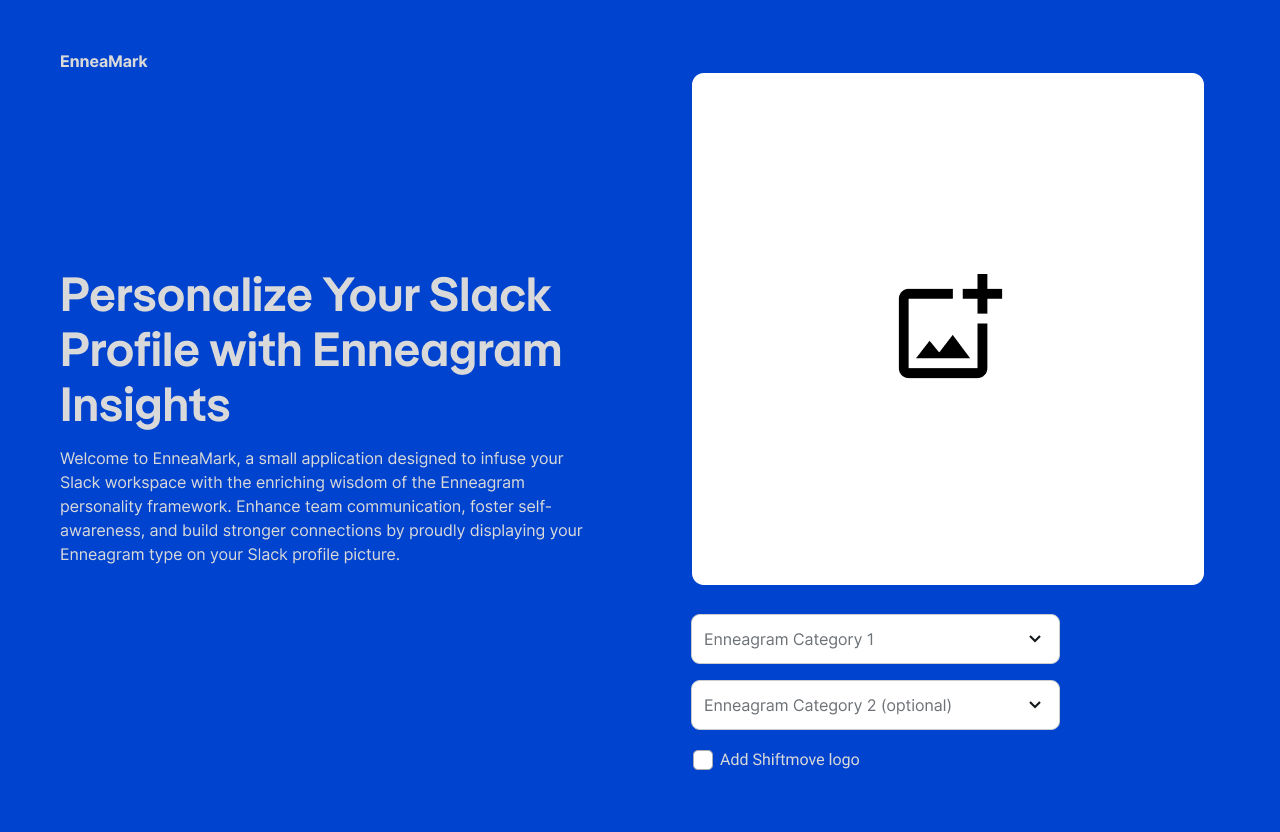 EnneaMark
Personalize Your Slack
Profile with Enneagram
Insights
Welcome to EnneaMark, a small application designed to infuse your
Slack workspace with the enriching wisdom of the Enneagram
personality framework. Enhance team communication, foster self-
awareness, and build stronger connections by proudly displaying your
Enneagram type on your Slack profile picture.
Enneagram Category 1
Enneagram Category 2 (optional)
Add Shiftmove logo